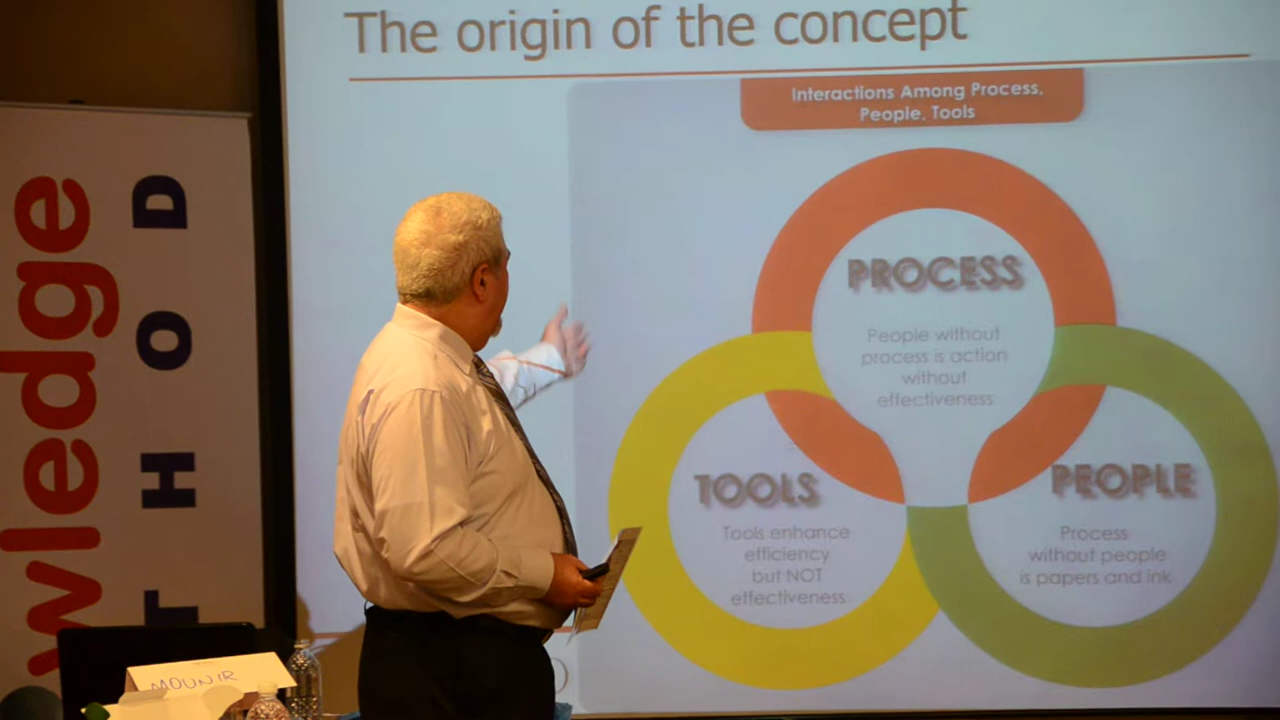 The origin of the concept
Interactions Among Process,
People, Tools
PROCESS
People without
process is action
without
effectiveness
TOOLS
Tools enhance
efficiency
but NOT
effectiveness
PEOPLE
Process
without people
is papers and ink
wledge
THOD
MOUNIR